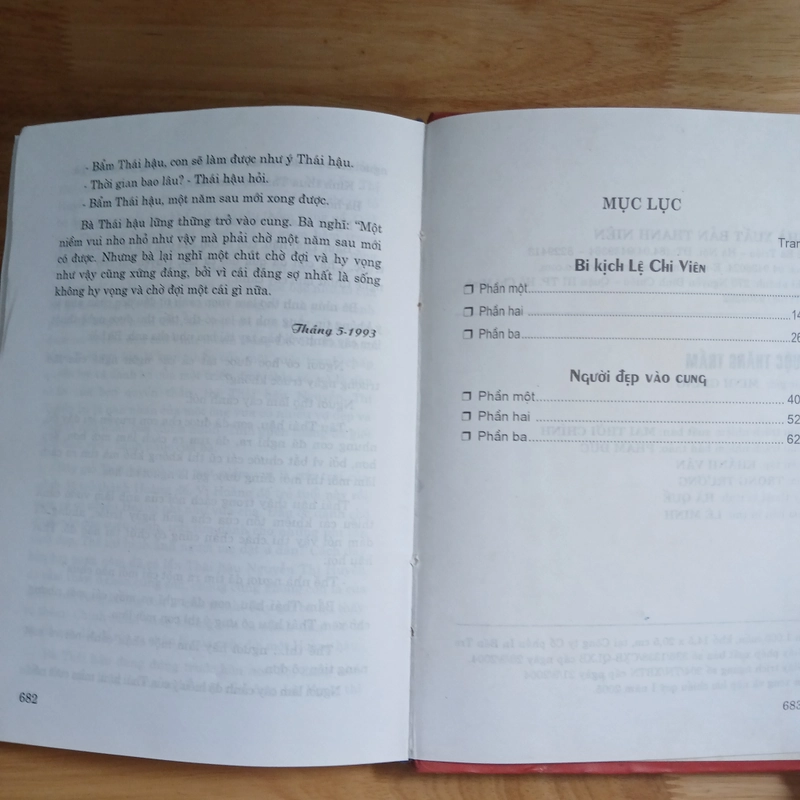 - Bẩm Thái hậu, con sẽ làm được như ý Thái hậu.
- Thời gian bao lâu? - Thái hậu hỏi.
- Bẩm Thái hậu, một năm sau mới xong được.
Bà Thái hậu lững thững trở vào cung. Bà nghĩ: “Một
niềm vui nho nhỏ như vậy mà phải chờ một năm sau mới
có được. Nhưng bà lại nghĩ một chút chờ đợi và hy vọng
như vậy cũng xứng đáng, bởi vì cái đáng sợ nhất là sống
không hy vọng và chờ đợi một cái gì nữa.
Tháng 5-1993
682
MỤC LỤC
Tran
Bi kịch Lệ Chi Viên
❒ Phần một
❒ Phần hai 14
❒ Phần ba 26
Người đẹp vào cung
❒ Phần một 40
❒ Phần hai 52
❒ Phần ba 62
683